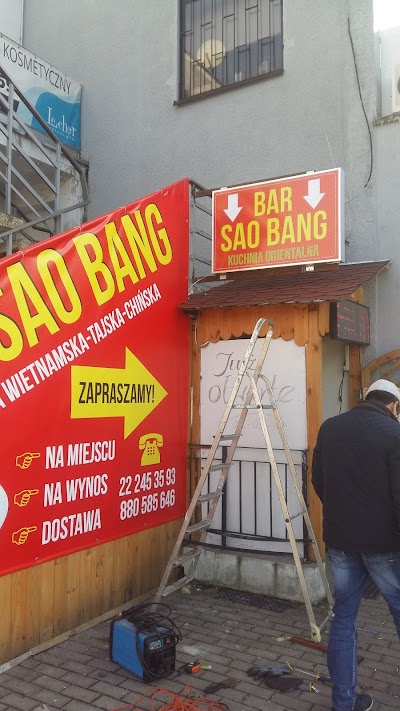 KOSMETYCZNY
BAR
SAO BANG
KUCHNIA ORIENTALNA
SAO BANG
WIETNAMSKA-TAJSKA-CHIŃSKA
ZAPRASZAMY!
NA MIEJSCU
NA WYNOS
DOSTAWA
22 245 35 93
880 585 646
Już